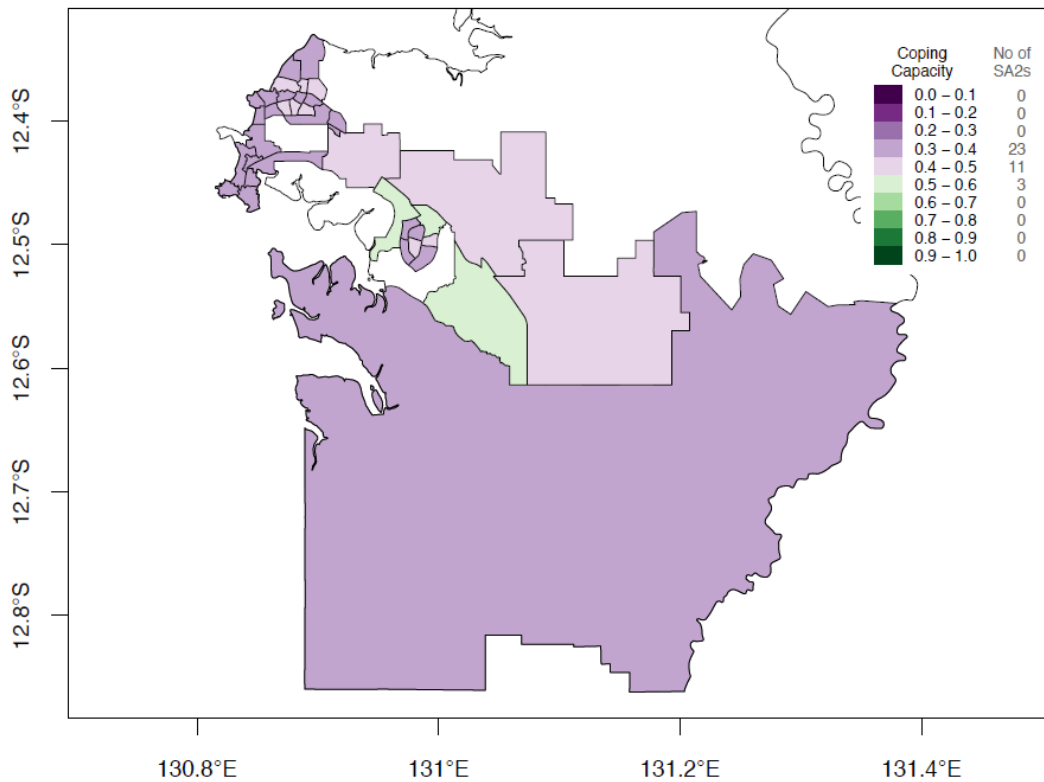 Coping No of
Capacity SA2s
0.0 – 0.1 0
0.1 – 0.2 0
0.2 – 0.3 0
0.3 – 0.4 23
0.4 – 0.5 11
0.5 – 0.6 3
0.6 – 0.7 0
0.7 – 0.8 0
0.8 – 0.9 0
0.9 – 1.0 0
12.4°S
12.5°S
12.6°S
12.7°S
12.8°S
130.8°E 131°E 131.2°E 131.4°E